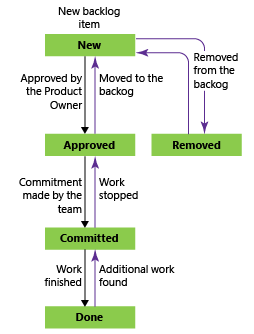 New backlog
item
New
Removed
from the
backog
Approved by
the Product
Owner
Moved to the
backog
Approved
Removed
Commitment
made by the
team
Work
stopped
Committed
Work
finished
Additional work
found
Done